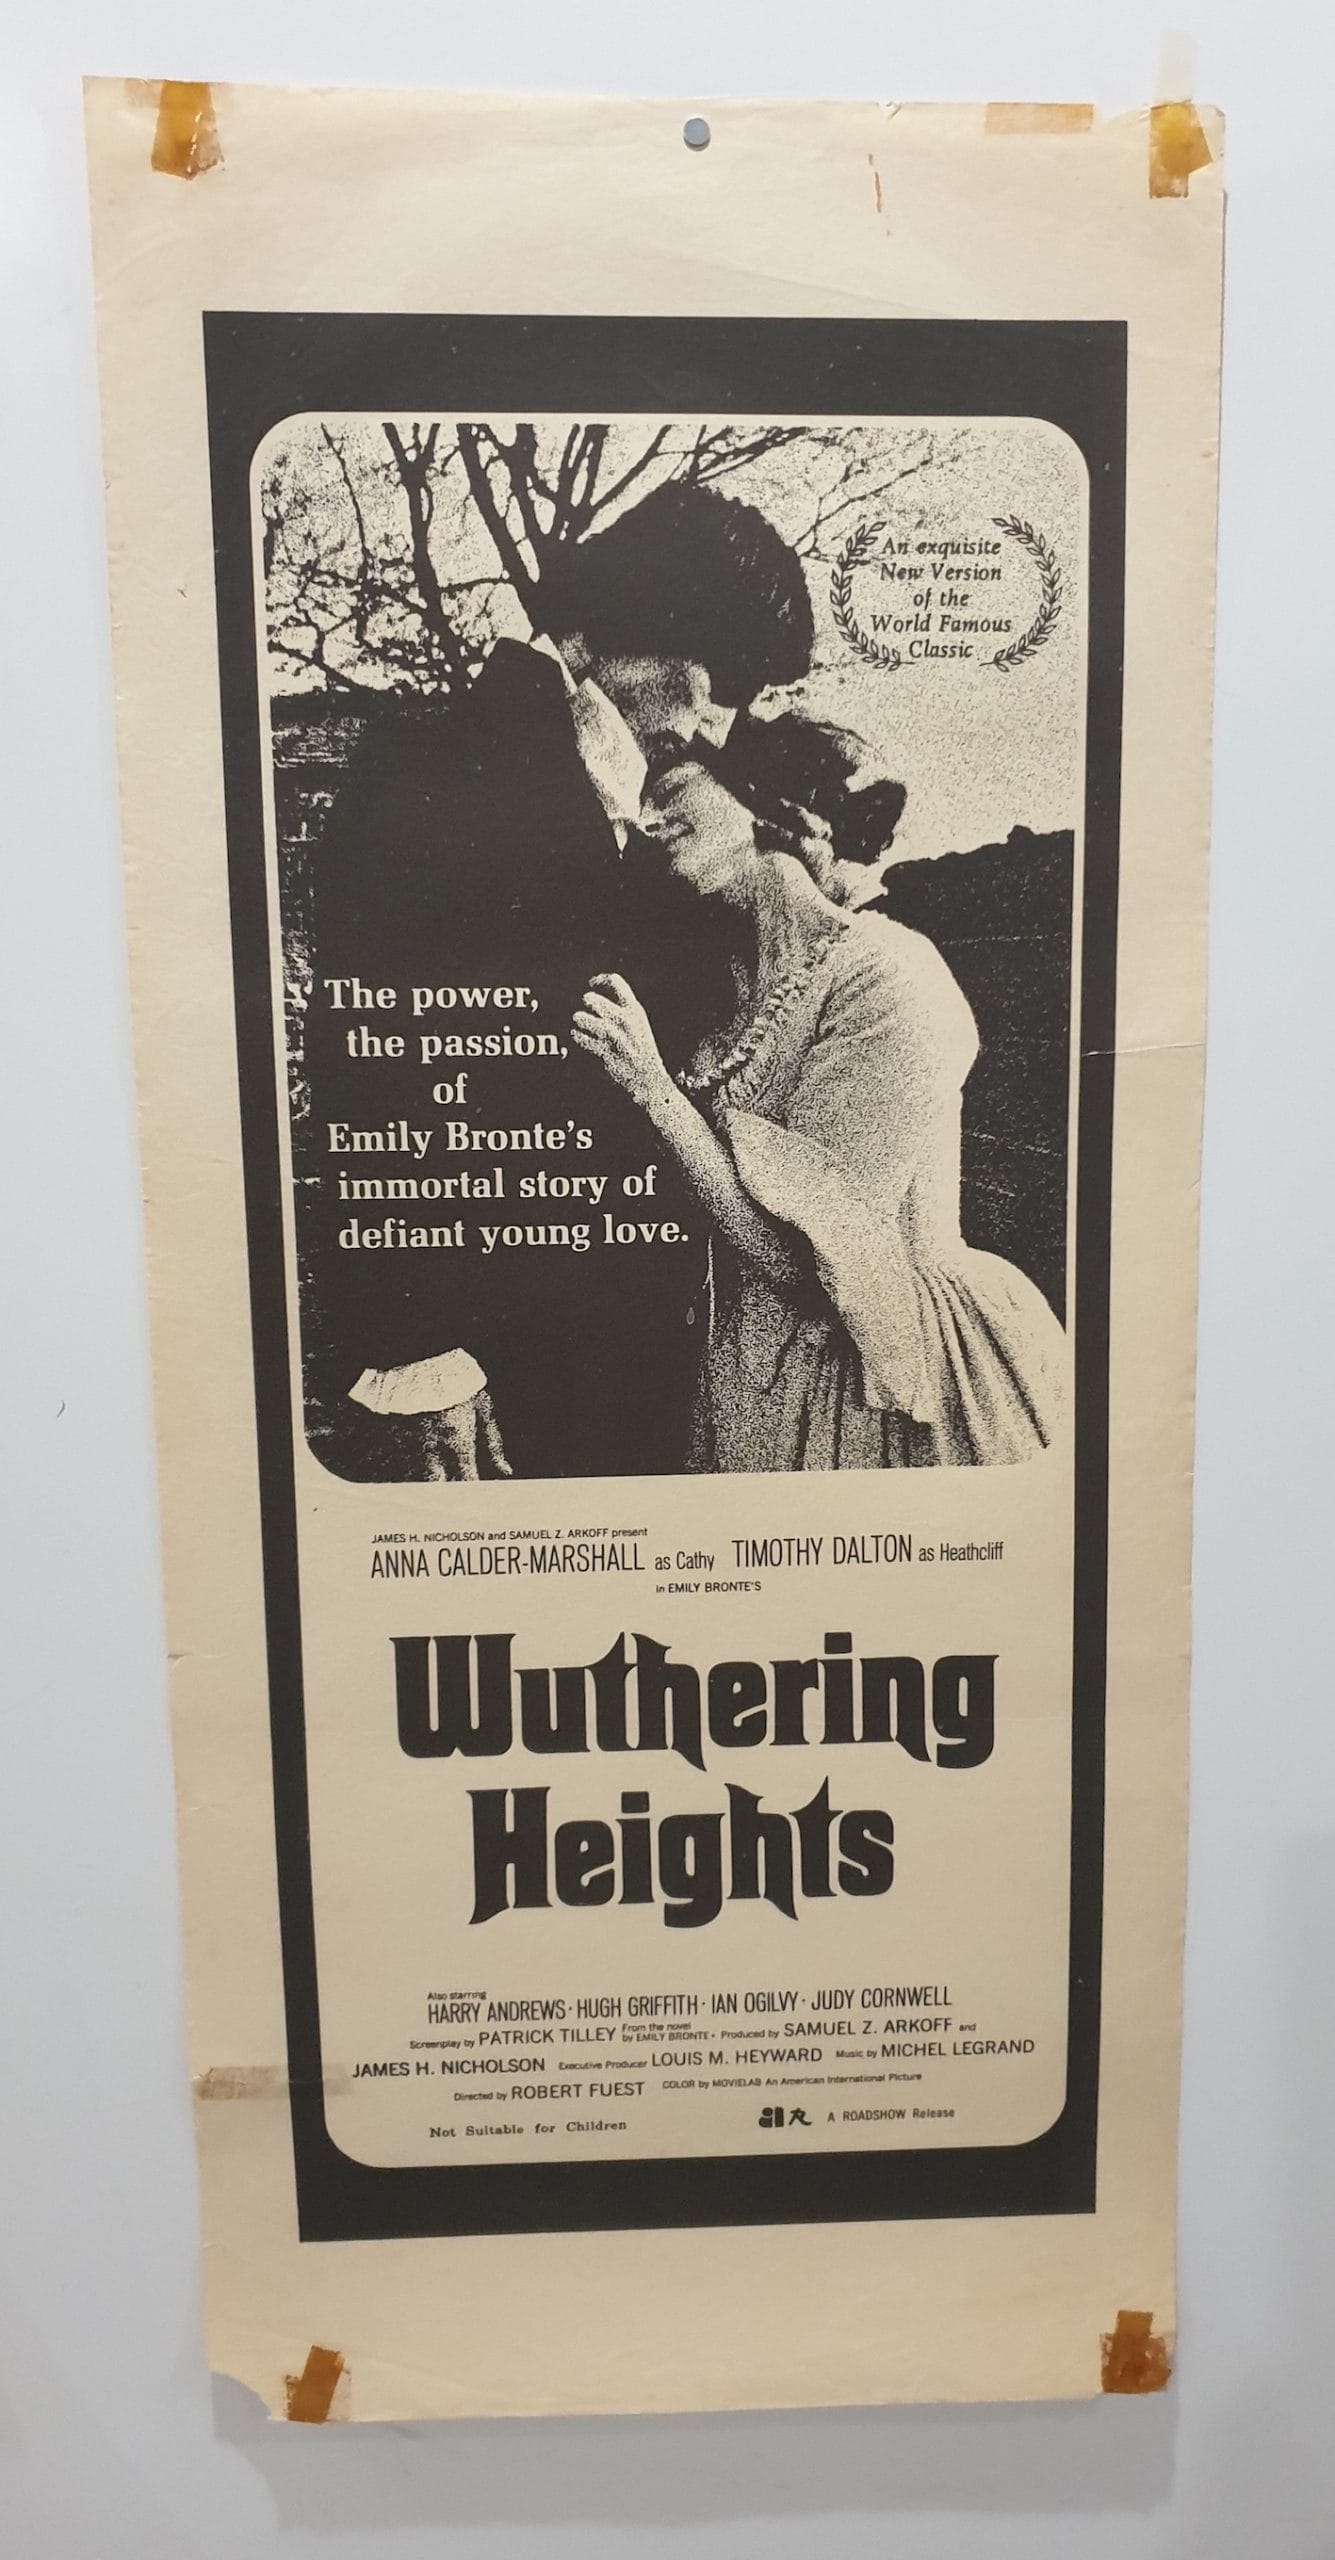 An exquisite
New Version
of the
World Famous
Classic
The power,
the passion,
of
Emily Bronte's
immortal story of
defiant young love.
JAMES H. NICHOLSON and SAMUEL Z. ARKOFF present
ANNA CALDER-MARSHALL as Cathy TIMOTHY DALTON as Heathcliff
in EMILY BRONTE'S
Wuthering
Heights
Also starring
HARRY ANDREWS · HUGH GRIFFITH · IAN OGILVY · JUDY CORNWELL
Screenplay by PATRICK TILLEY From the novel by EMILY BRONTE · Produced by SAMUEL Z. ARKOFF and
JAMES H. NICHOLSON Executive Producer LOUIS M. HEYWARD Music by MICHEL LEGRAND
Directed by ROBERT FUEST COLOR by MOVIELAB An American International Picture
Not Suitable for Children
A ROADSHOW Release